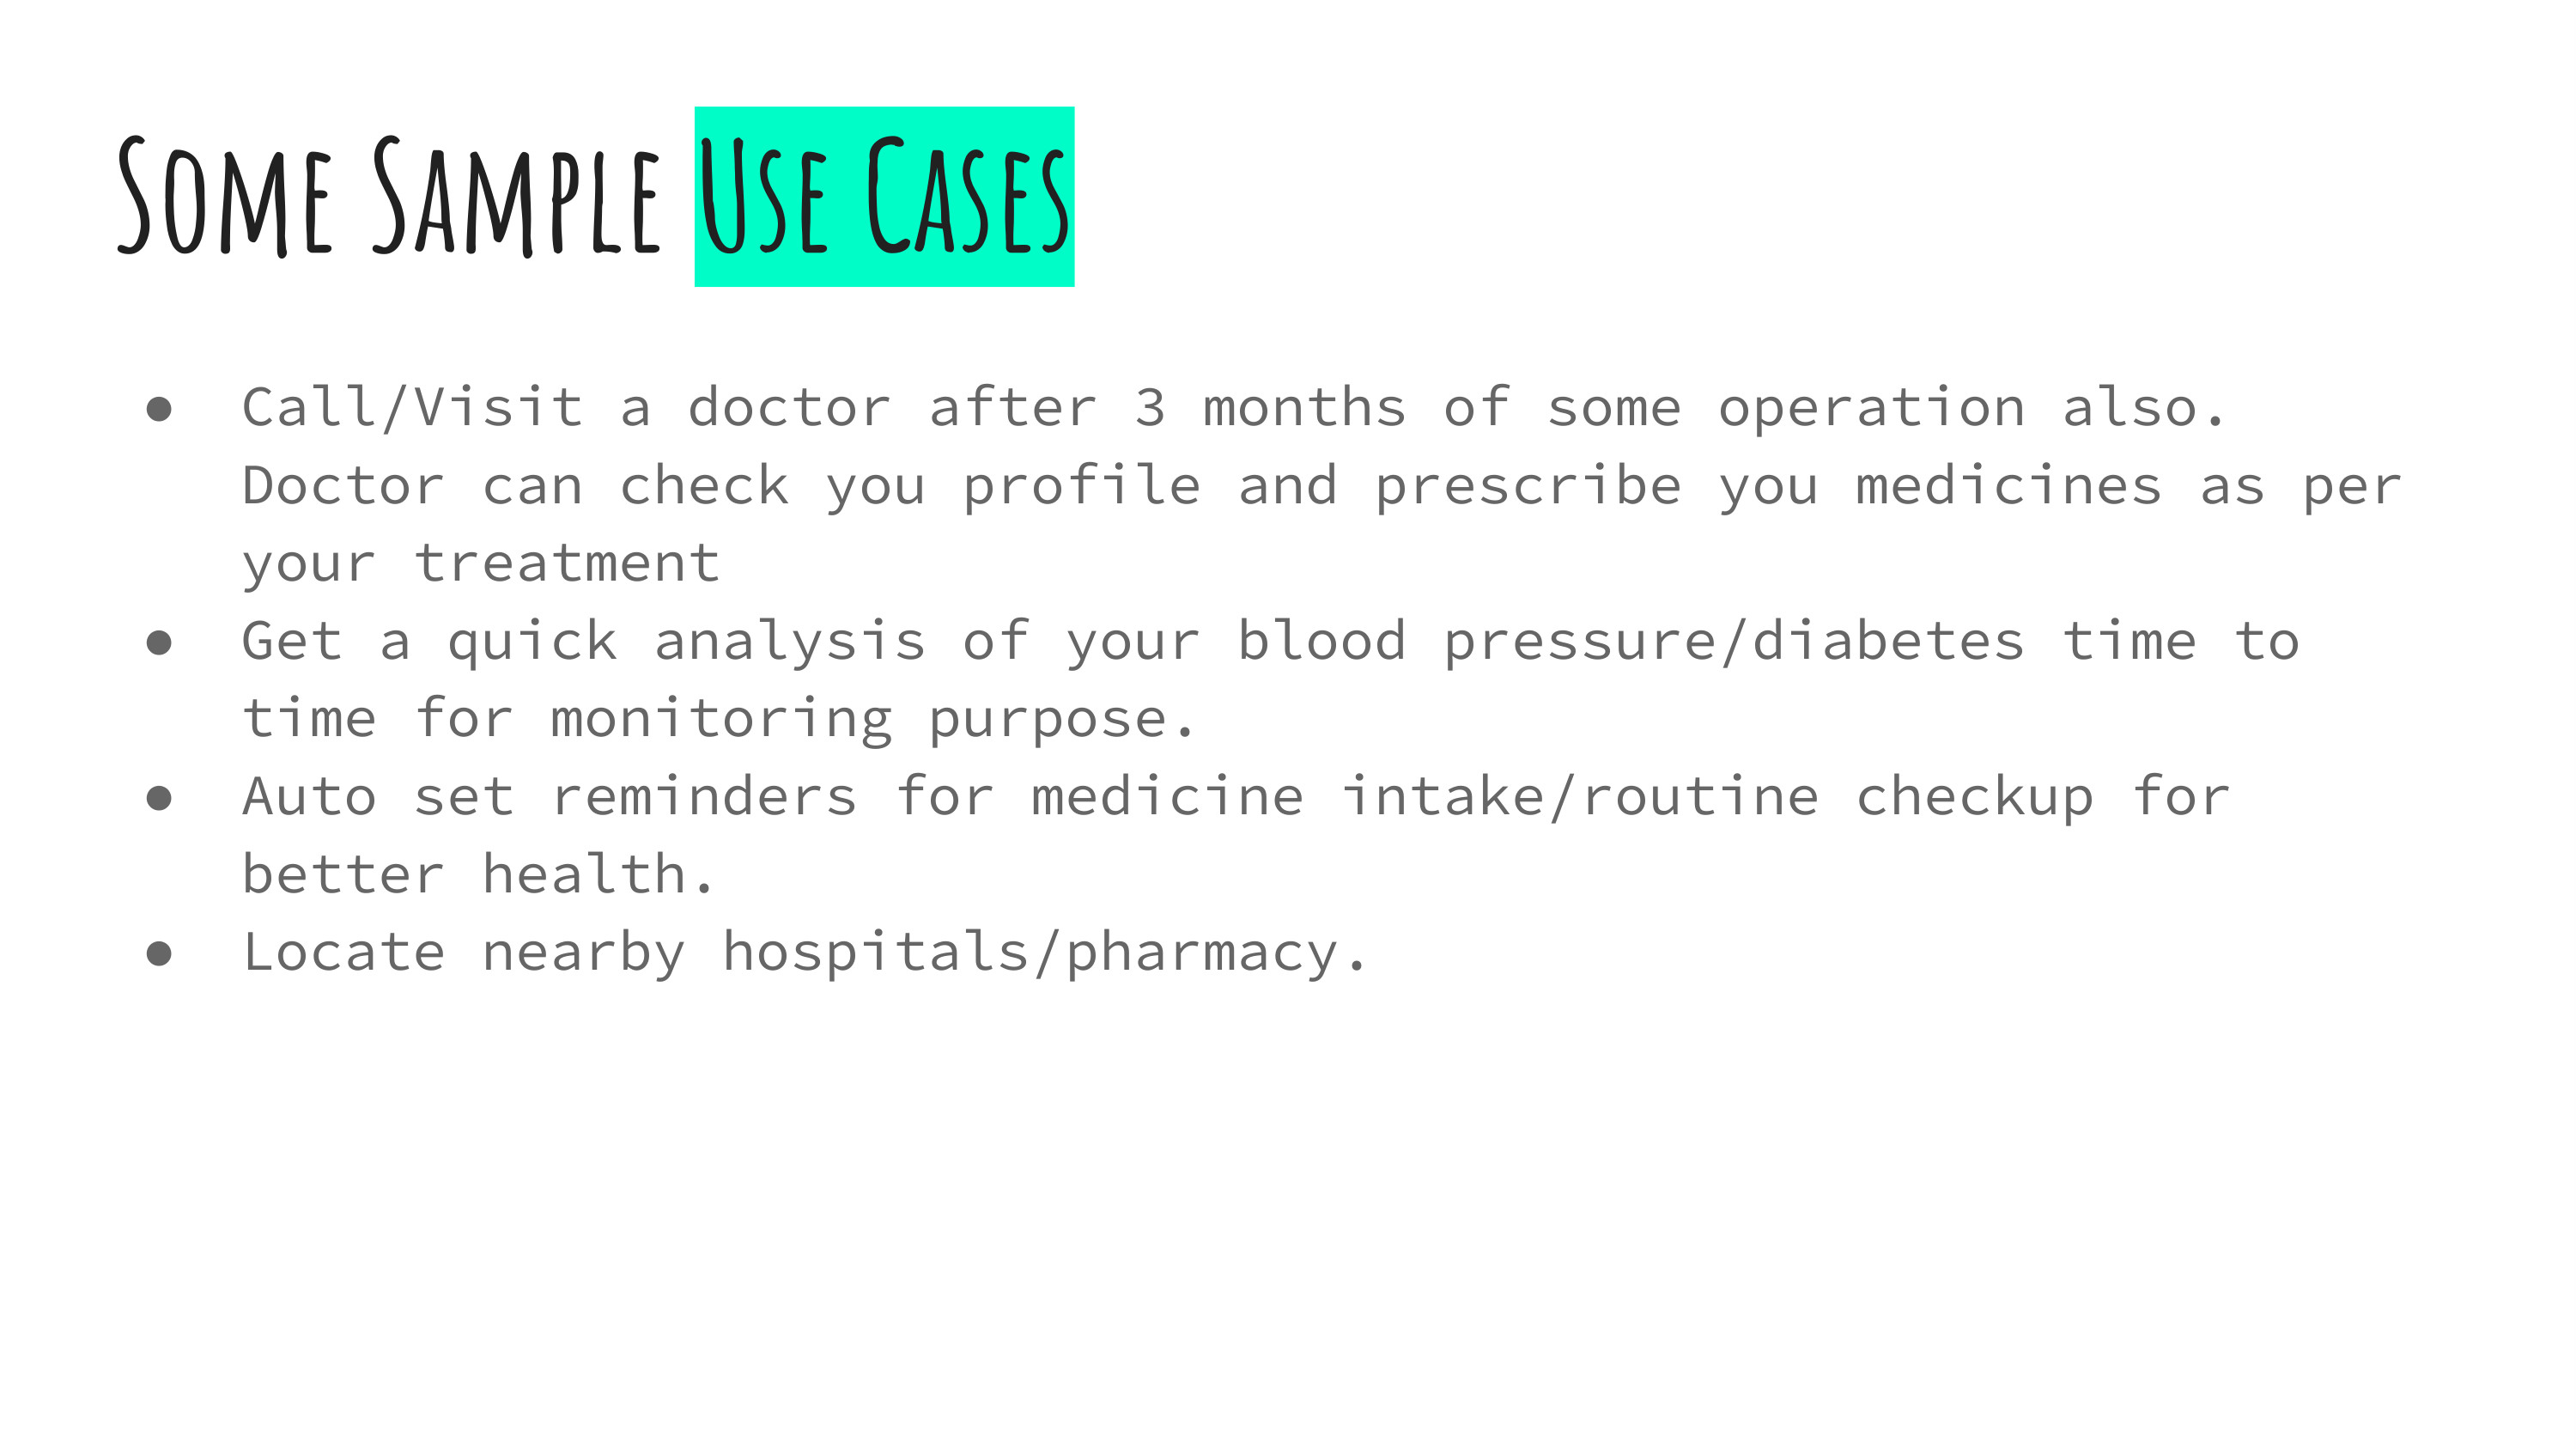 Some Sample Use Cases
● Call/Visit a doctor after 3 months of some operation also.
Doctor can check you profile and prescribe you medicines as per
your treatment
● Get a quick analysis of your blood pressure/diabetes time to
time for monitoring purpose.
● Auto set reminders for medicine intake/routine checkup for
better health.
● Locate nearby hospitals/pharmacy.